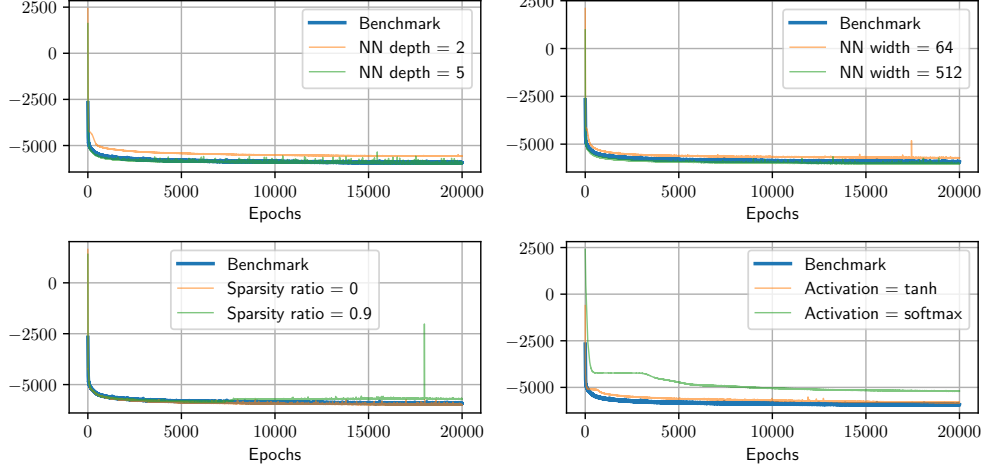 2500
0
−2500
−5000
0
5000
10000
15000
20000
Epochs
Benchmark
NN depth = 2
NN depth = 5
2500
0
−2500
−5000
0
5000
10000
15000
20000
Epochs
Benchmark
NN width = 64
NN width = 512
0
−2500
−5000
0
5000
10000
15000
20000
Epochs
Benchmark
Sparsity ratio = 0
Sparsity ratio = 0.9
2500
0
−2500
−5000
0
5000
10000
15000
20000
Epochs
Benchmark
Activation = tanh
Activation = softmax